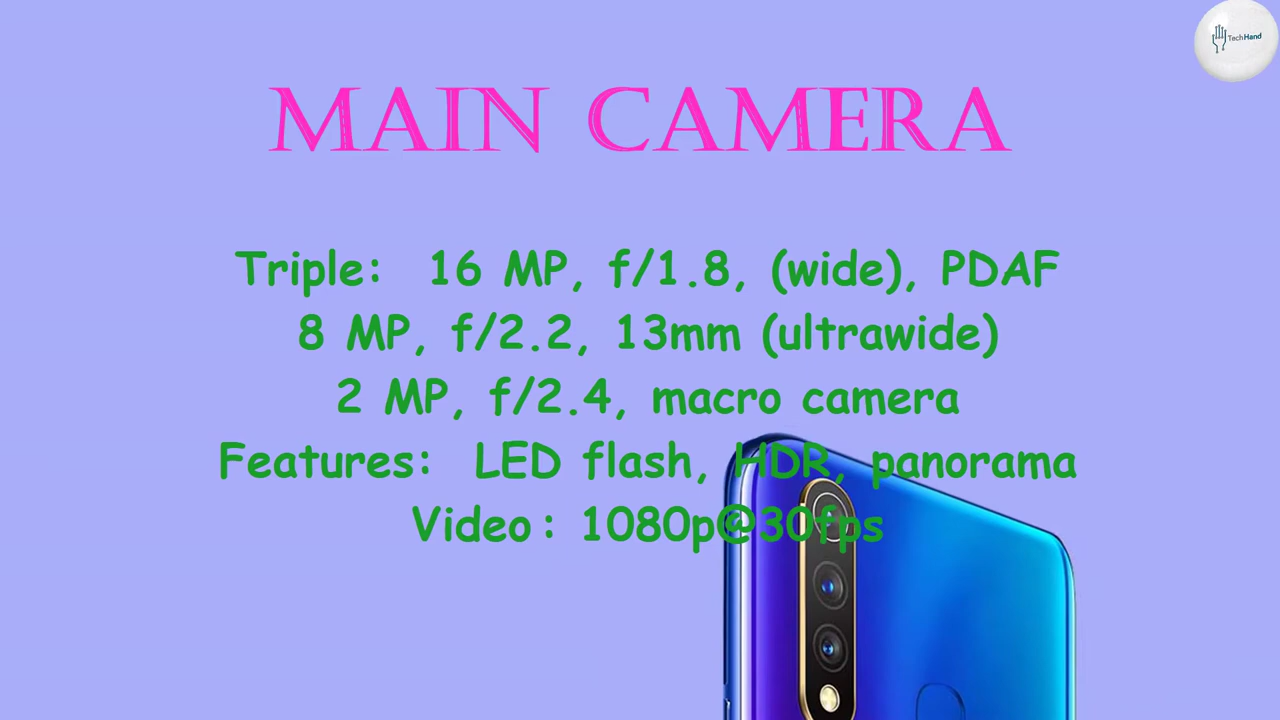 TechHand
MAIN CAMERA
Triple: 16 MP, f/1.8, (wide), PDAF
8 MP, f/2.2, 13mm (ultrawide)
2 MP, f/2.4, macro camera
Features: LED flash, HDR, panorama
Video : 1080p@30fps